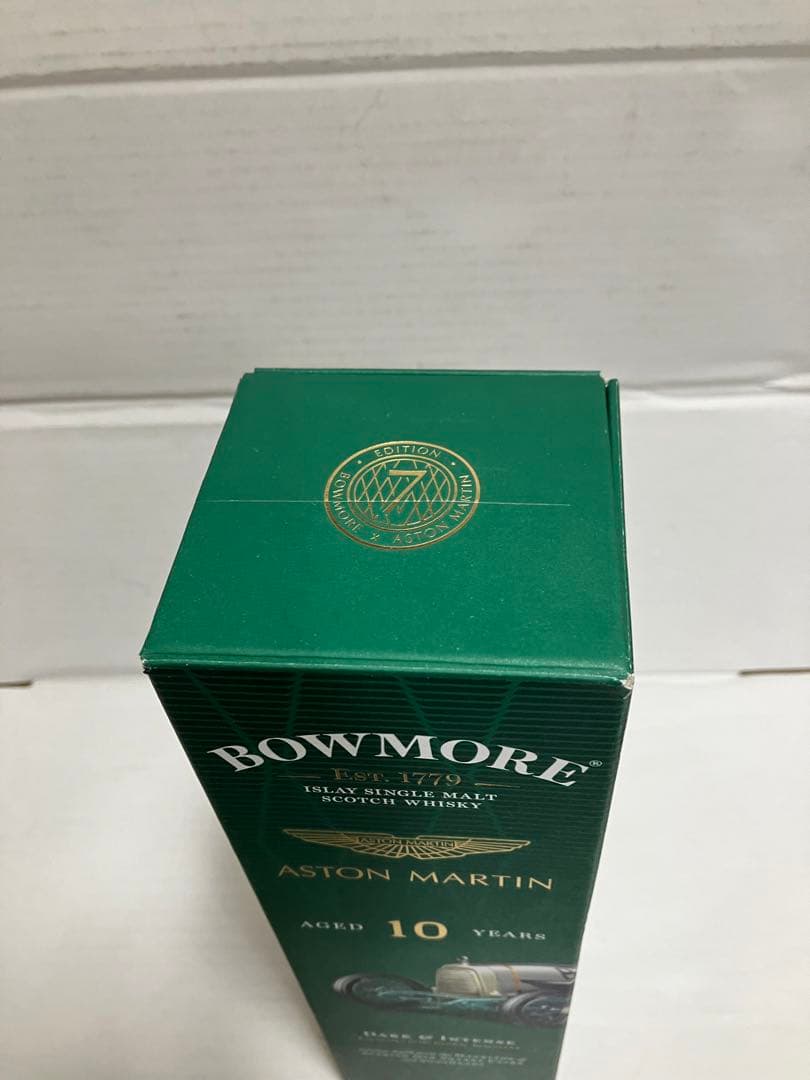 EDITION
7
BOWMORE X ASTON MARTIN
BOWMORE®
EST. 1779
ISLAY SINGLE MALT
SCOTCH WHISKY
ASTON MARTIN
ASTON MARTIN
AGED 10 YEARS
DARK & INTENSE